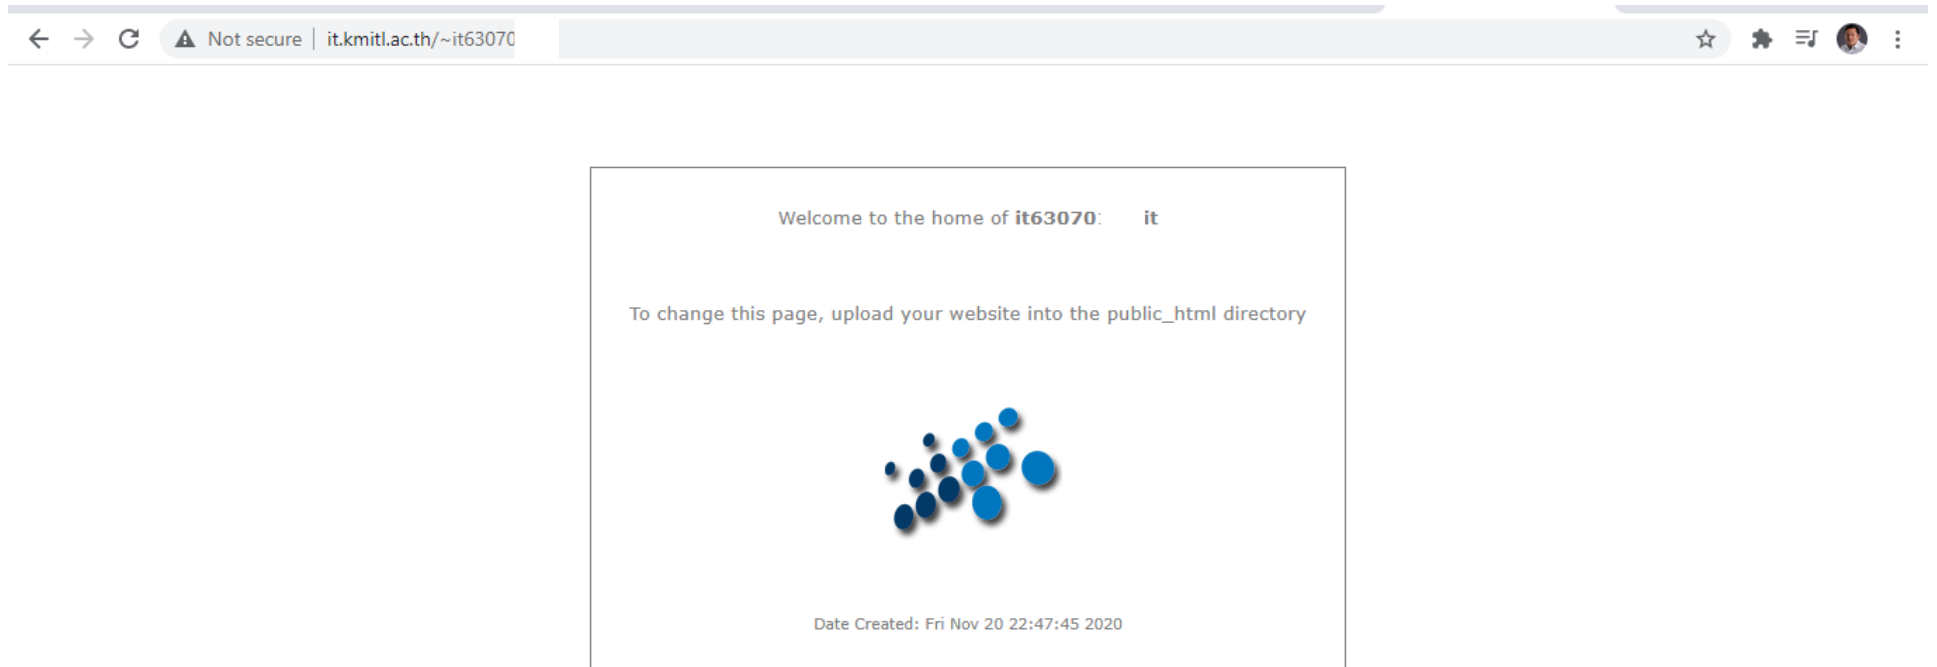 Not secure | it.kmitl.ac.th/~it63070
Welcome to the home of it63070: it
To change this page, upload your website into the public_html directory
Date Created: Fri Nov 20 22:47:45 2020